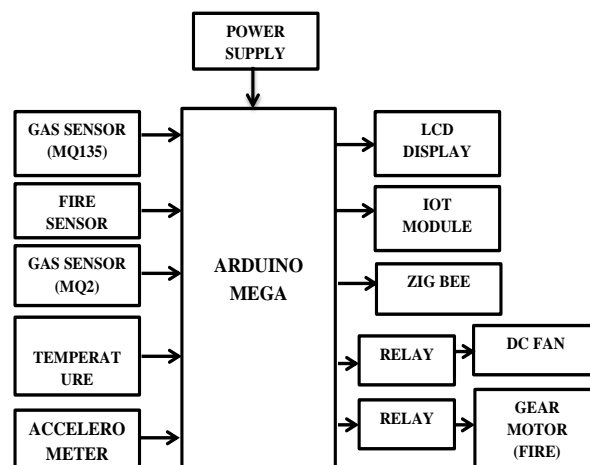 POWER
SUPPLY
GAS SENSOR
(MQ135)
FIRE
SENSOR
GAS SENSOR
(MQ2)
TEMPERAT
URE
ACCELERO
METER
ARDUINO
MEGA
LCD
DISPLAY
IOT
MODULE
ZIG BEE
RELAY
DC FAN
RELAY
GEAR
MOTOR
(FIRE)